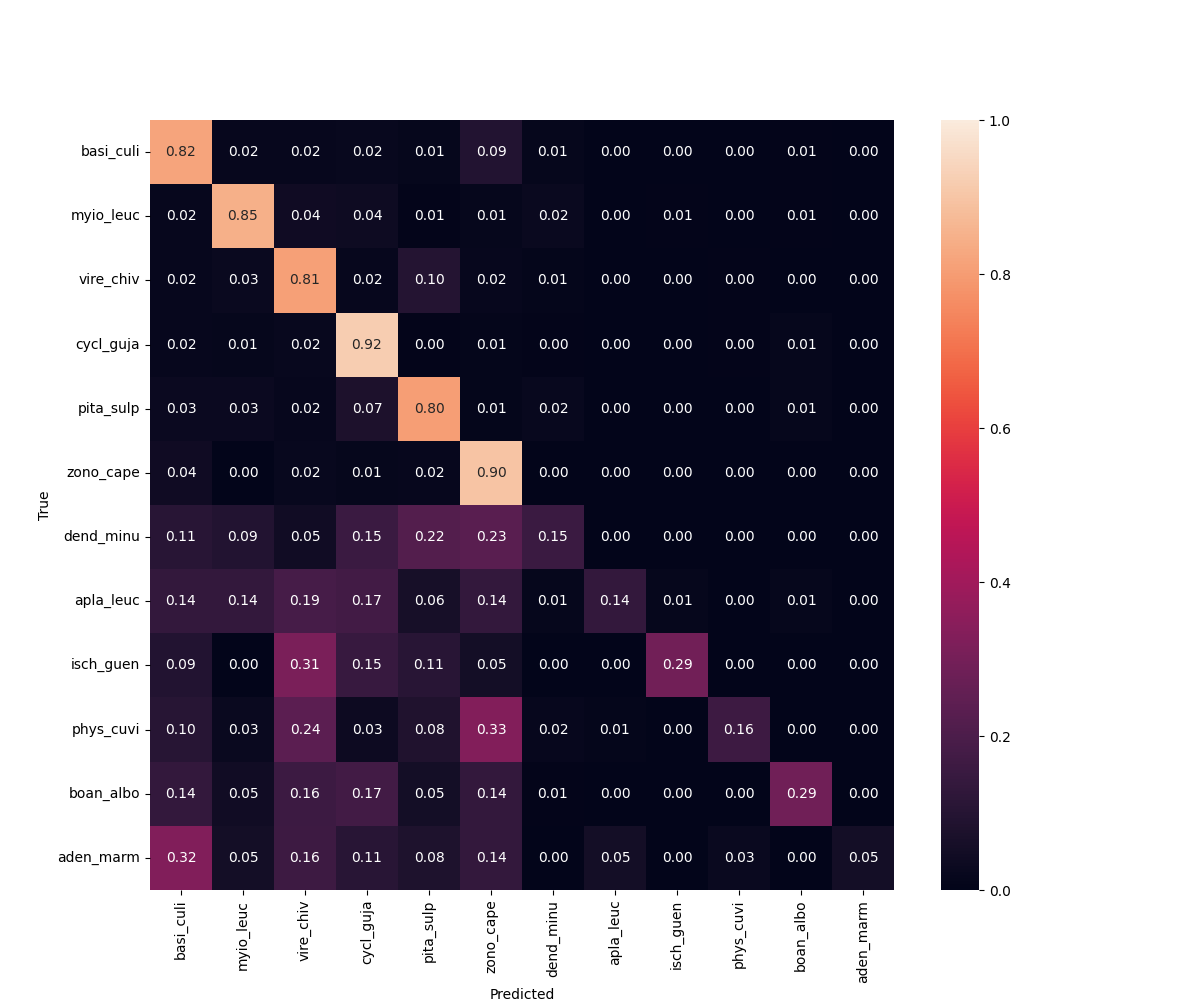 basi_culi 0.82 0.02 0.02 0.02 0.01 0.09 0.01 0.00 0.00 0.00 0.01 0.00
myio_leuc 0.02 0.85 0.04 0.04 0.01 0.01 0.02 0.00 0.01 0.00 0.01 0.00
vire_chiv 0.02 0.03 0.81 0.02 0.10 0.02 0.01 0.00 0.00 0.00 0.00 0.00
cycl_guja 0.02 0.01 0.02 0.92 0.00 0.01 0.00 0.00 0.00 0.00 0.01 0.00
pita_sulp 0.03 0.03 0.02 0.07 0.80 0.01 0.02 0.00 0.00 0.00 0.01 0.00
zono_cape 0.04 0.00 0.02 0.01 0.02 0.90 0.00 0.00 0.00 0.00 0.00 0.00
dend_minu 0.11 0.09 0.05 0.15 0.22 0.23 0.15 0.00 0.00 0.00 0.00 0.00
apla_leuc 0.14 0.14 0.19 0.17 0.06 0.14 0.01 0.14 0.01 0.00 0.01 0.00
isch_guen 0.09 0.00 0.31 0.15 0.11 0.05 0.00 0.00 0.29 0.00 0.00 0.00
phys_cuvi 0.10 0.03 0.24 0.03 0.08 0.33 0.02 0.01 0.00 0.16 0.00 0.00
boan_albo 0.14 0.05 0.16 0.17 0.05 0.14 0.01 0.00 0.00 0.00 0.29 0.00
aden_marm 0.32 0.05 0.16 0.11 0.08 0.14 0.00 0.05 0.00 0.03 0.00 0.05
True
basi_culi myio_leuc vire_chiv cycl_guja pita_sulp zono_cape dend_minu apla_leuc isch_guen phys_cuvi boan_albo aden_marm
Predicted
1.0
0.8
0.6
0.4
0.2
0.0